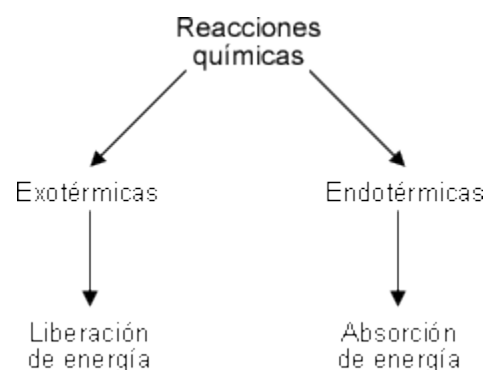 Reacciones
químicas
Exotérmicas
Endotérmicas
Liberación
de energía
Absorción
de energía